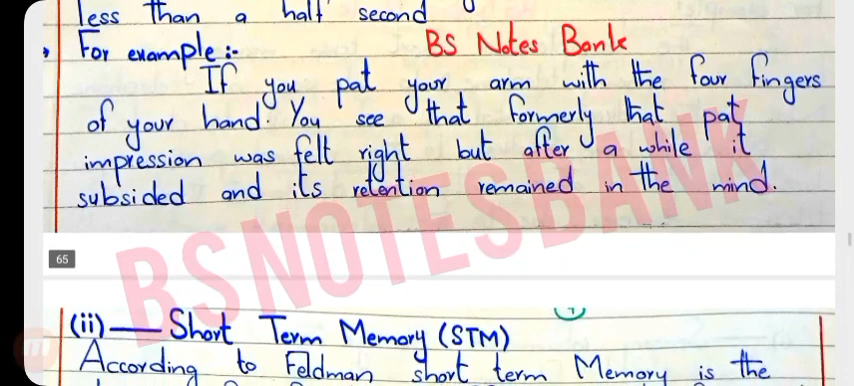 less than a half second
For example :-
BS Notes Bank
If you pat your arm with the four fingers
of your hand. You see that formerly that pat
impression was felt right but after a while it
subsided and its retention remained in the mind.
BSNOTESBANK
65
(ii) — Short Term Memory (STM)
According to Feldman short term Memory is the